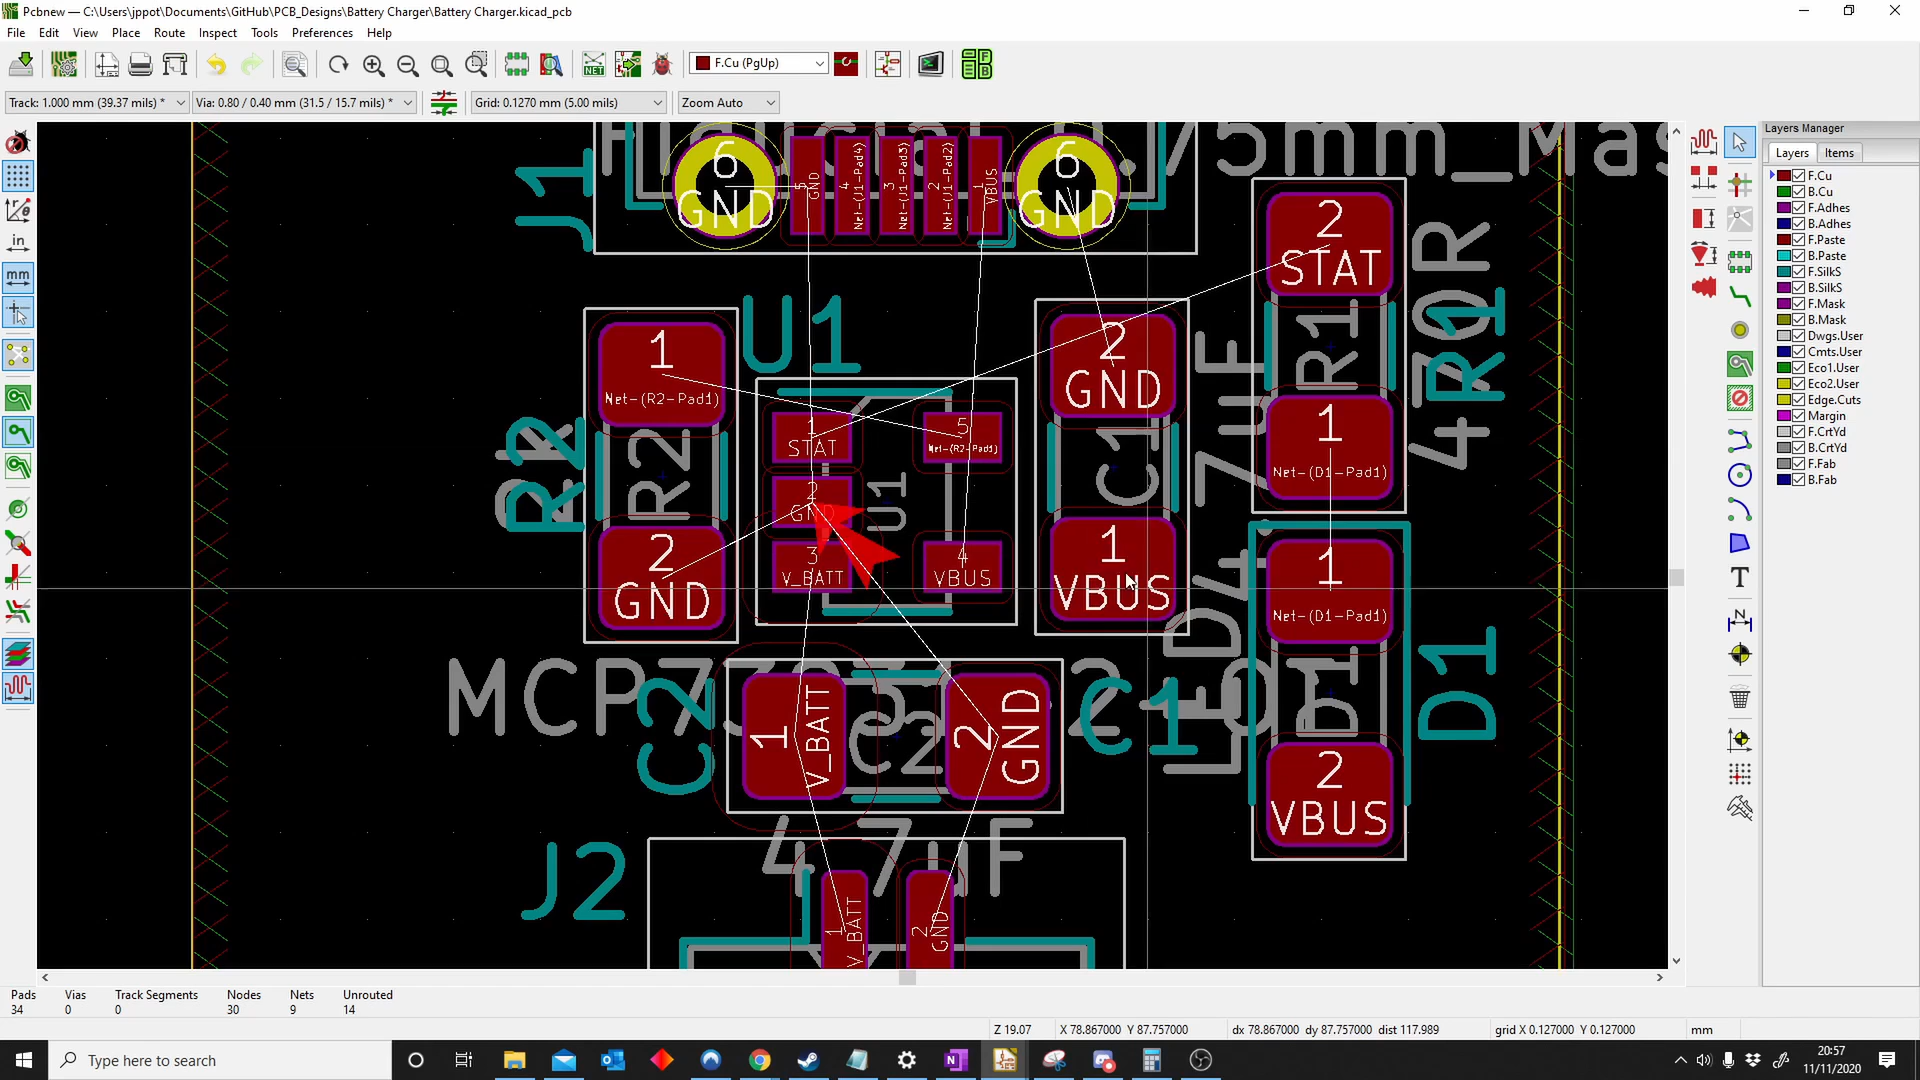 Pcbnew — C:\Users\jppot\Documents\GitHub\PCB_Designs\Battery Charger\Battery Charger.kicad_pcb
File Edit View Place Route Inspect Tools Preferences Help
F.Cu (PgUp)
Track: 1.000 mm (39.37 mils) * Via: 0.80 / 0.40 mm (31.5 / 15.7 mils) * Grid: 0.1270 mm (5.00 mils) Zoom Auto
Layers Manager
Layers Items
F.Cu
B.Cu
F.Adhes
B.Adhes
F.Paste
B.Paste
F.SilkS
B.SilkS
F.Mask
B.Mask
Dwgs.User
Cmts.User
Eco1.User
Eco2.User
Edge.Cuts
Margin
F.CrtYd
B.CrtYd
F.Fab
B.Fab
in
mm
J1
6
GND
5
GND
4
Net-(J1-Pad4)
3
Net-(J1-Pad3)
2
Net-(J1-Pad2)
1
VBUS
6
GND
2
STAT
R1
R1
470R
1
Net-(D1-Pad1)
U1
1
Net-(R2-Pad1)
R2
R2
2
GND
1
STAT
2
GND
3
V_BATT
5
Net-(R2-Pad1)
4
VBUS
U1
2
GND
C1
1
VBUS
4.7uF
C1
1
Net-(D1-Pad1)
D1
D1
LED
2
VBUS
C2
1
V_BATT
C2
2
GND
4.7uF
J2
1
V_BATT
2
GND
Pads Vias Track Segments Nodes Nets Unrouted
34 0 0 30 9 14
Z 19.07 X 78.867000 Y 87.757000 dx 78.867000 dy 87.757000 dist 117.989 grid X 0.127000 Y 0.127000 mm
Type here to search
20:57
11/11/2020